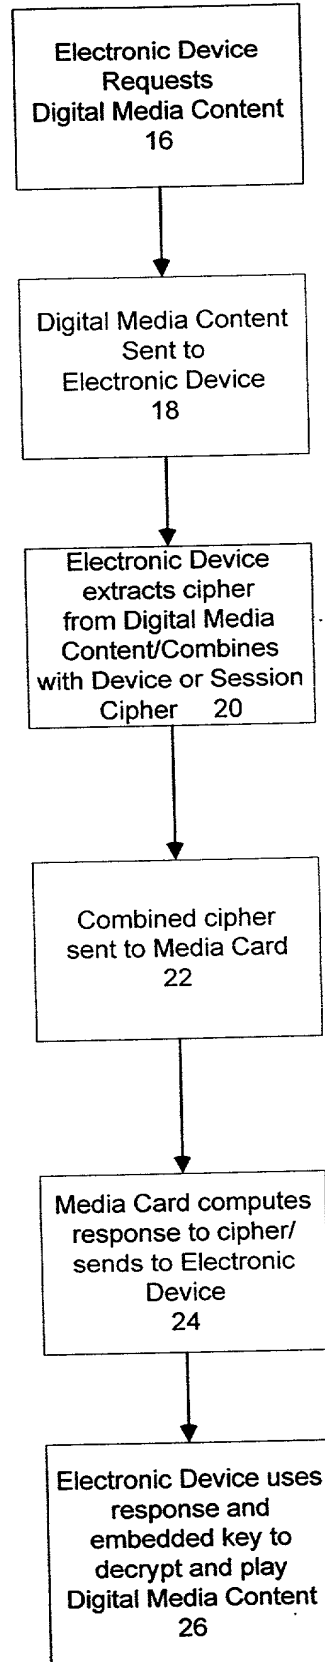 Electronic Device
Requests
Digital Media Content
16
Digital Media Content
Sent to
Electronic Device
18
Electronic Device
extracts cipher
from Digital Media
Content/Combines
with Device or Session
Cipher 20
Combined cipher
sent to Media Card
22
Media Card computes
response to cipher/
sends to Electronic
Device
24
Electronic Device uses
response and
embedded key to
decrypt and play
Digital Media Content
26